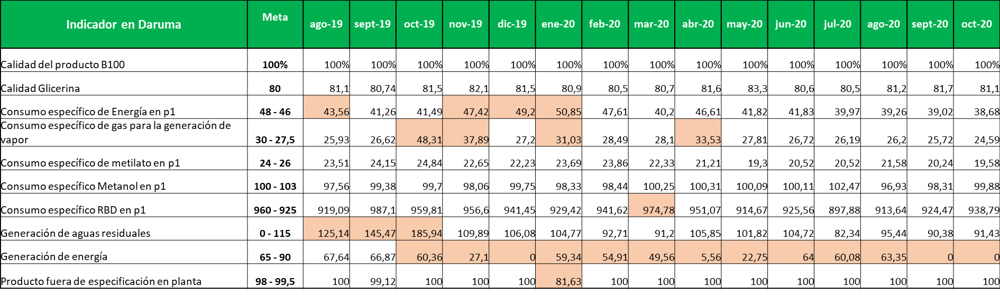 Indicador en Daruma Meta ago-19 sept-19 oct-19 nov-19 dic-19 ene-20 feb-20 mar-20 abr-20 may-20 jun-20 jul-20 ago-20 sept-20 oct-20
Calidad del producto B100 100% 100% 100% 100% 100% 100% 100% 100% 100% 100% 100% 100% 100% 100% 100% 100%
Calidad Glicerina 80 81,1 80,74 81,5 82,1 81,5 80,9 80,5 80,7 81,6 83,3 80,6 80,5 81,2 81,7 81,1
Consumo específico de Energía en p1 48 - 46 43,56 41,26 41,49 47,42 49,2 50,85 47,61 40,2 46,61 41,82 41,83 39,97 39,26 39,02 38,68
Consumo específico de gas para la generación de
vapor 30 - 27,5 25,93 26,62 48,31 37,89 27,2 31,03 28,49 28,1 33,53 27,81 26,72 26,19 26,2 25,72 24,59
Consumo específico de metilato en p1 24 - 26 23,51 24,15 24,84 22,65 22,23 23,69 23,86 22,33 21,21 19,3 20,52 20,52 21,58 20,24 19,58
Consumo específico Metanol en p1 100 - 103 97,56 99,38 99,7 98,06 99,75 98,33 98,44 100,25 100,31 100,09 100,11 102,47 96,93 98,31 99,88
Consumo específico RBD en p1 960 - 925 919,09 987,1 959,81 956,6 941,45 929,42 941,62 974,78 951,07 914,67 925,56 897,88 913,64 924,47 938,79
Generación de aguas residuales 0 - 115 125,14 145,47 185,94 109,89 106,08 104,77 92,71 91,2 105,85 101,82 104,72 82,34 95,44 90,38 91,43
Generación de energía 65 - 90 67,64 66,87 60,36 27,1 0 59,34 54,91 49,56 5,56 22,75 64 60,08 63,35 0 0
Producto fuera de especificación en planta 98 - 99,5 100 99,12 100 100 100 81,63 100 100 100 100 100 100 100 100 100